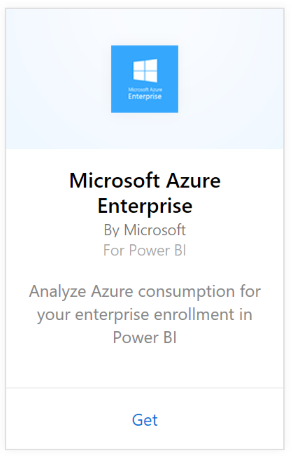 Microsoft Azure
Enterprise
Microsoft Azure
Enterprise
By Microsoft
For Power BI
Analyze Azure consumption for
your enterprise enrollment in
Power BI
Get